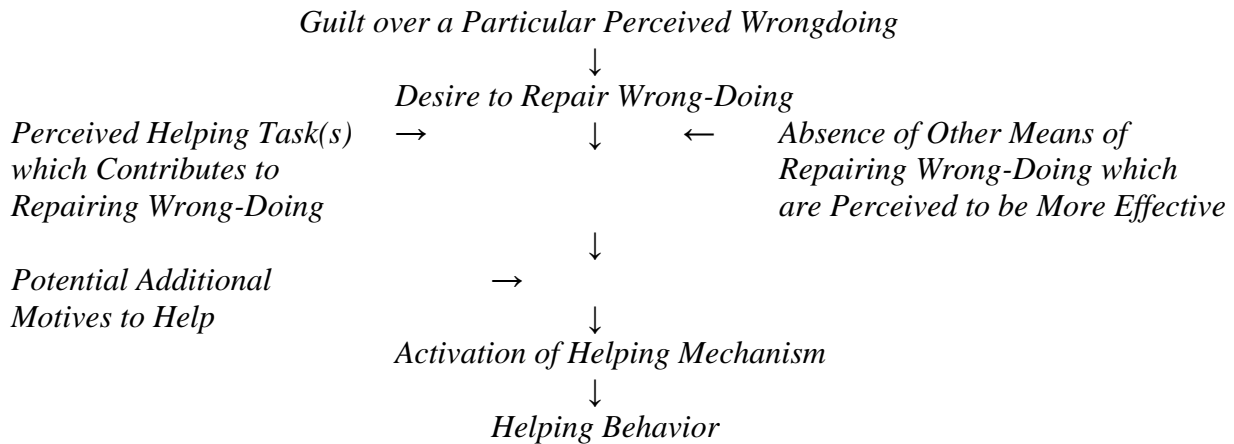 Guilt over a Particular Perceived Wrongdoing
↓
Desire to Repair Wrong-Doing
Perceived Helping Task(s) → ↓ ← Absence of Other Means of
which Contributes to Repairing Wrong-Doing which
Repairing Wrong-Doing are Perceived to be More Effective
↓
Potential Additional →
Motives to Help ↓
Activation of Helping Mechanism
↓
Helping Behavior